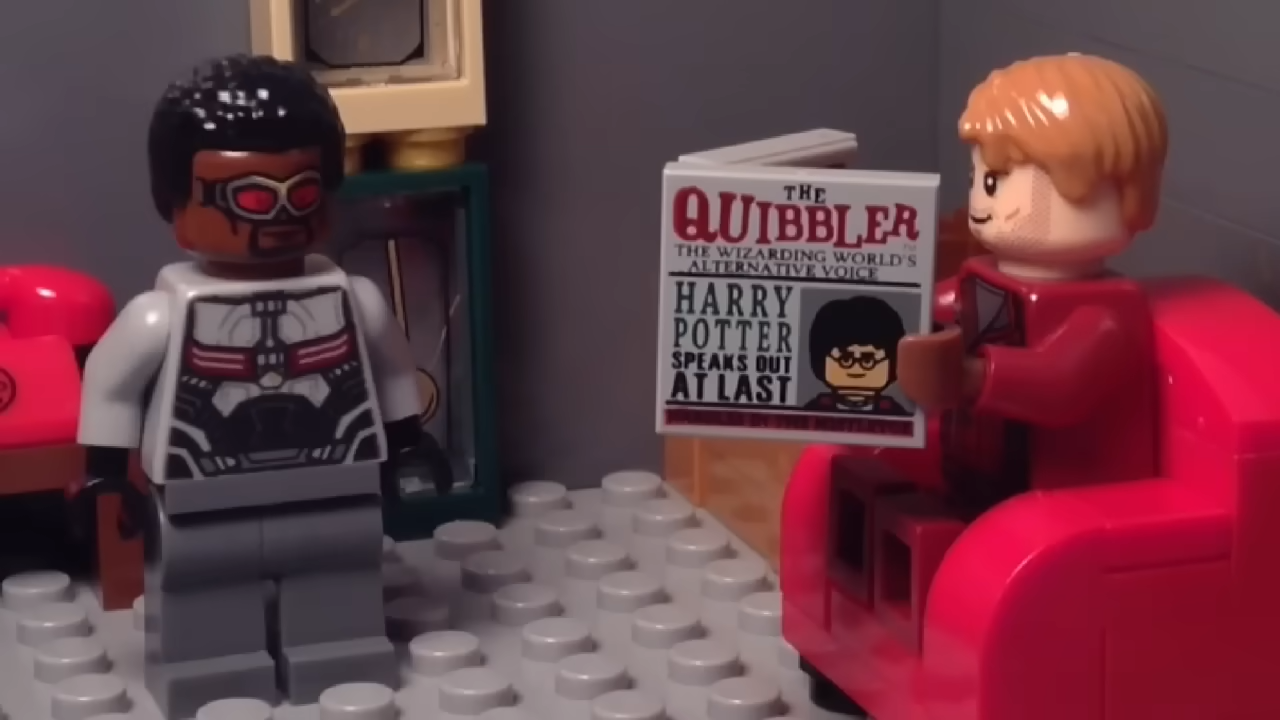 THE
QUIBBLER
THE WIZARDING WORLD'S
ALTERNATIVE VOICE
HARRY
POTTER
SPEAKS OUT
AT LAST